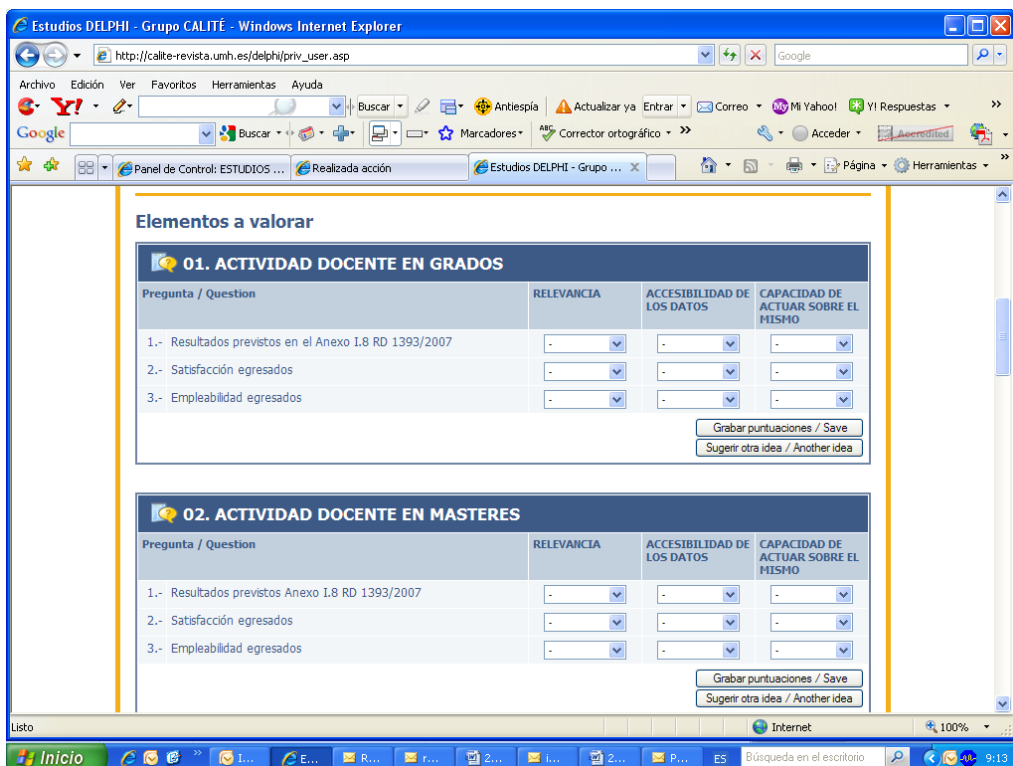 Estudios DELPHI - Grupo CALITÉ - Windows Internet Explorer
http://calite-revista.umh.es/delphi/priv_user.asp
Google
Archivo Edición Ver Favoritos Herramientas Ayuda
Y! Buscar Antiespía Actualizar ya Entrar Correo Mi Yahoo! Y! Respuestas »
Google Buscar Marcadores ABC Corrector ortográfico » Acceder Accredited
Panel de Control: ESTUDIOS ... Realizada acción Estudios DELPHI - Grupo ... X Página Herramientas »
Elementos a valorar
01. ACTIVIDAD DOCENTE EN GRADOS
Pregunta / Question RELEVANCIA ACCESIBILIDAD DE LOS DATOS CAPACIDAD DE ACTUAR SOBRE EL MISMO
1.- Resultados previstos en el Anexo I.8 RD 1393/2007 - - -
2.- Satisfacción egresados - - -
3.- Empleabilidad egresados - - -
Grabar puntuaciones / Save
Sugerir otra idea / Another idea
02. ACTIVIDAD DOCENTE EN MASTERES
Pregunta / Question RELEVANCIA ACCESIBILIDAD DE LOS DATOS CAPACIDAD DE ACTUAR SOBRE EL MISMO
1.- Resultados previstos Anexo I.8 RD 1393/2007 - - -
2.- Satisfacción egresados - - -
3.- Empleabilidad egresados - - -
Grabar puntuaciones / Save
Sugerir otra idea / Another idea
Listo Internet 100%
Inicio » I... E... R... r... 2... i... 2... P... ES Búsqueda en el escritorio 9:13